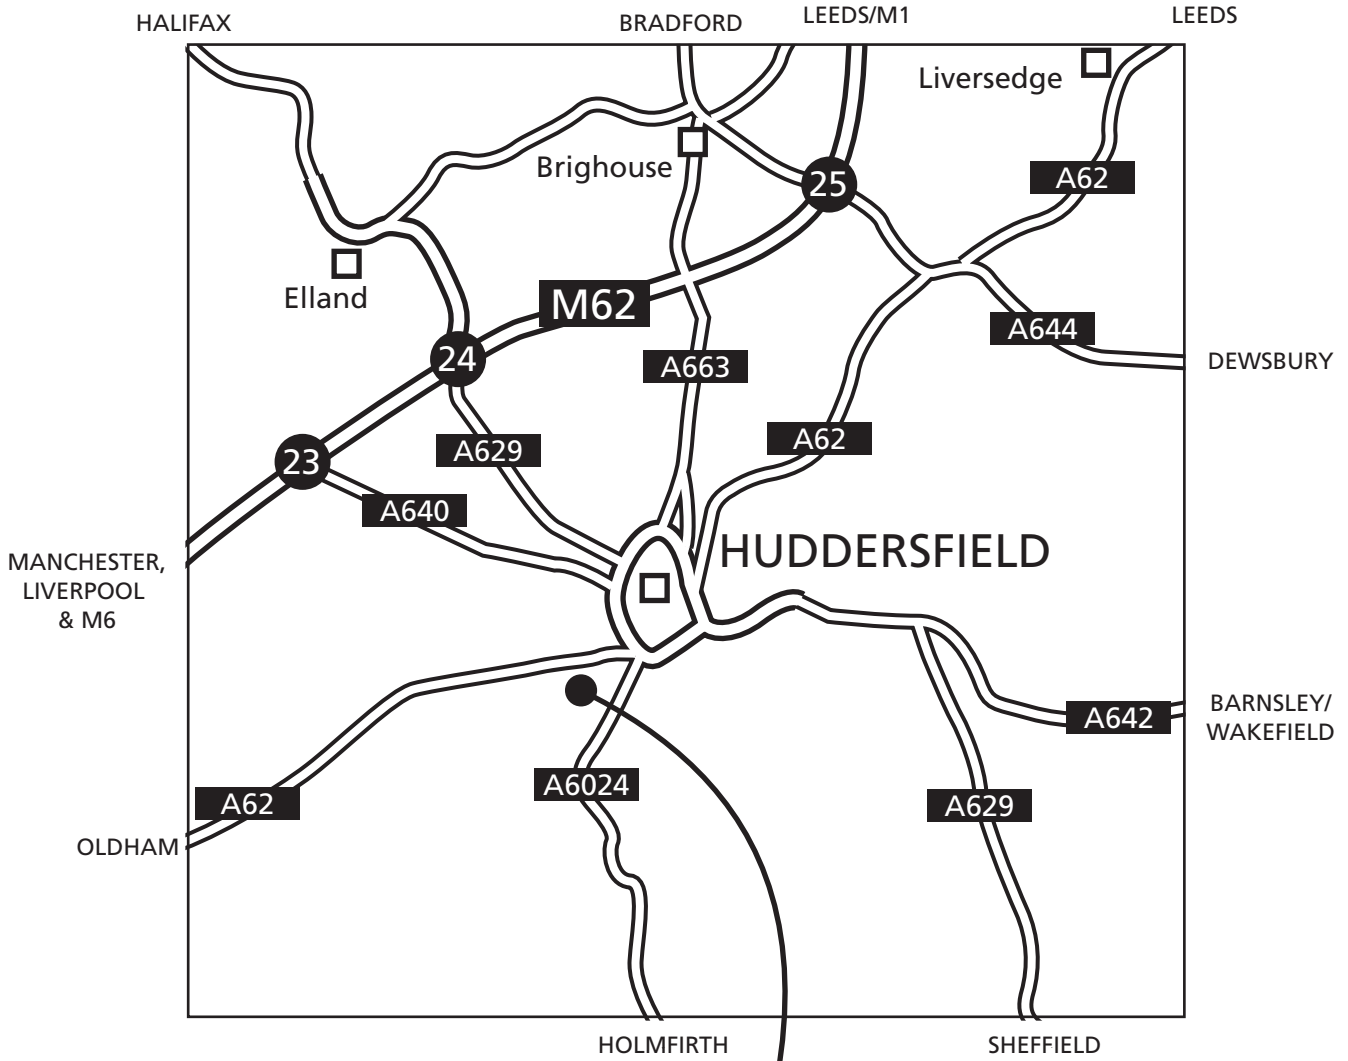 HALIFAX
BRADFORD
LEEDS/M1
LEEDS
Liversedge
Brighouse
25
A62
Elland
M62
A644
24
A663
DEWSBURY
A629
A62
23
A640
HUDDERSFIELD
MANCHESTER,
LIVERPOOL
& M6
A642
BARNSLEY/
WAKEFIELD
A6024
A62
A629
OLDHAM
HOLMFIRTH
SHEFFIELD